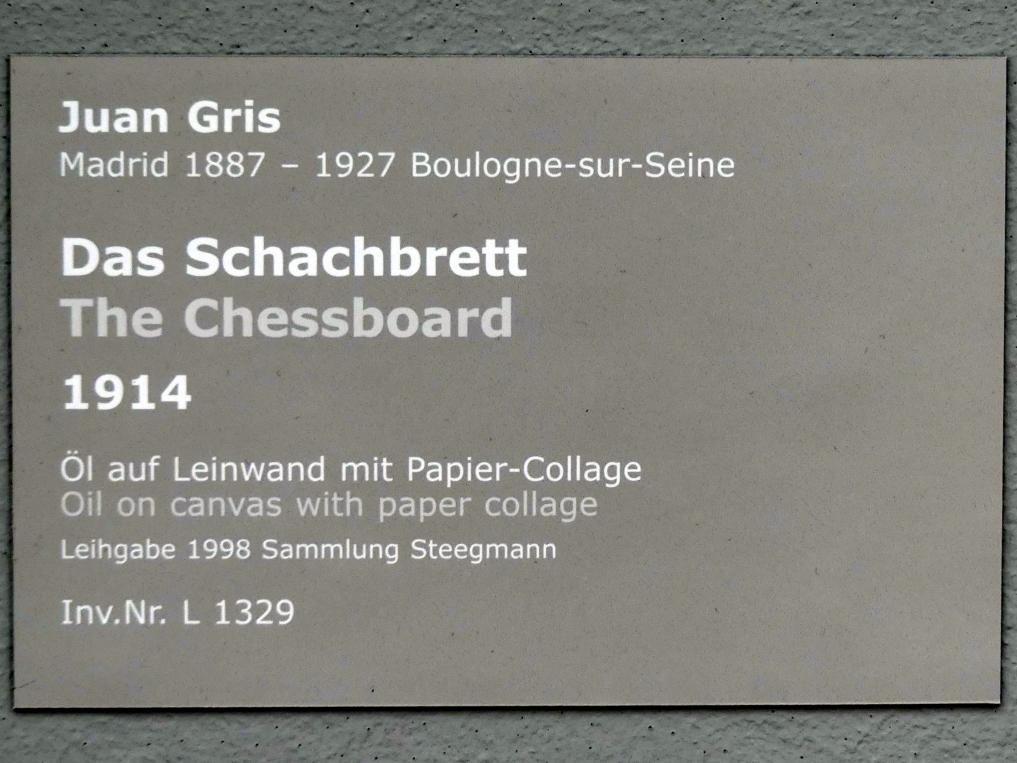 Juan Gris
Madrid 1887 – 1927 Boulogne-sur-Seine
Das Schachbrett
The Chessboard
1914
Öl auf Leinwand mit Papier-Collage
Oil on canvas with paper collage
Leihgabe 1998 Sammlung Steegmann
Inv.Nr. L 1329